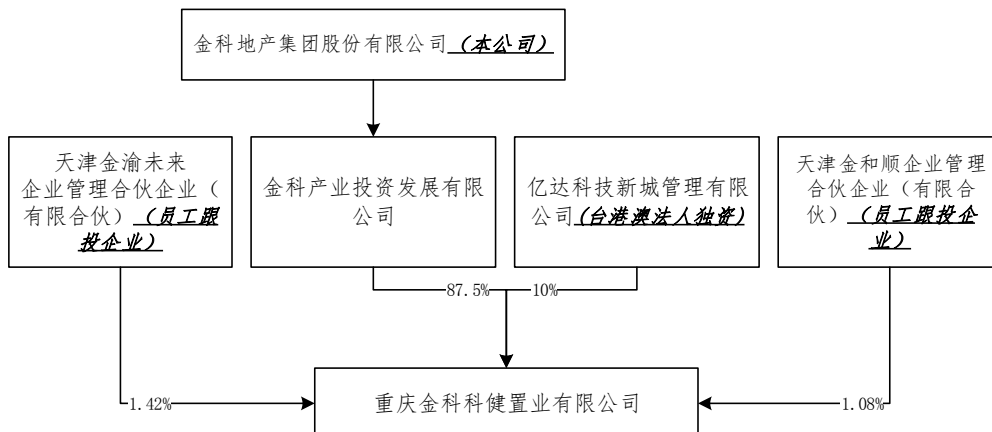 金科地产集团股份有限公司（本公司）
天津金渝未来
企业管理合伙企业（
有限合伙）（员工跟
投企业）
金科产业投资发展有限
公司
亿达科技新城管理有限
公司(台港澳法人独资)
天津金和顺企业管理
合伙企业（有限合
伙）（员工跟投企
业）
87.5%
10%
1.42%
重庆金科科健置业有限公司
1.08%